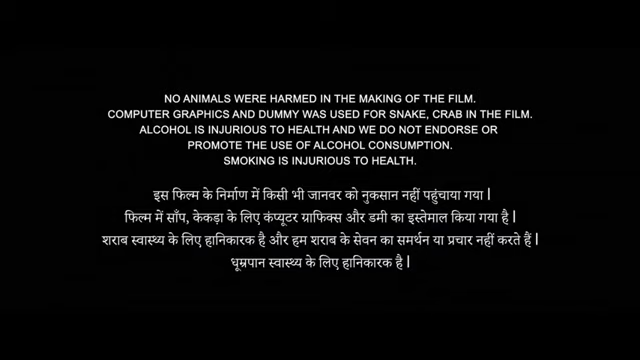 NO ANIMALS WERE HARMED IN THE MAKING OF THE FILM.
COMPUTER GRAPHICS AND DUMMY WAS USED FOR SNAKE, CRAB IN THE FILM.
ALCOHOL IS INJURIOUS TO HEALTH AND WE DO NOT ENDORSE OR
PROMOTE THE USE OF ALCOHOL CONSUMPTION.
SMOKING IS INJURIOUS TO HEALTH.
इस फिल्म के निर्माण में किसी भी जानवर को नुकसान नहीं पहुंचाया गया |
फिल्म में साँप, केकड़ा के लिए कंप्यूटर ग्राफिक्स और डमी का इस्तेमाल किया गया है |
शराब स्वास्थ्य के लिए हानिकारक है और हम शराब के सेवन का समर्थन या प्रचार नहीं करते हैं |
धूम्रपान स्वास्थ्य के लिए हानिकारक है |